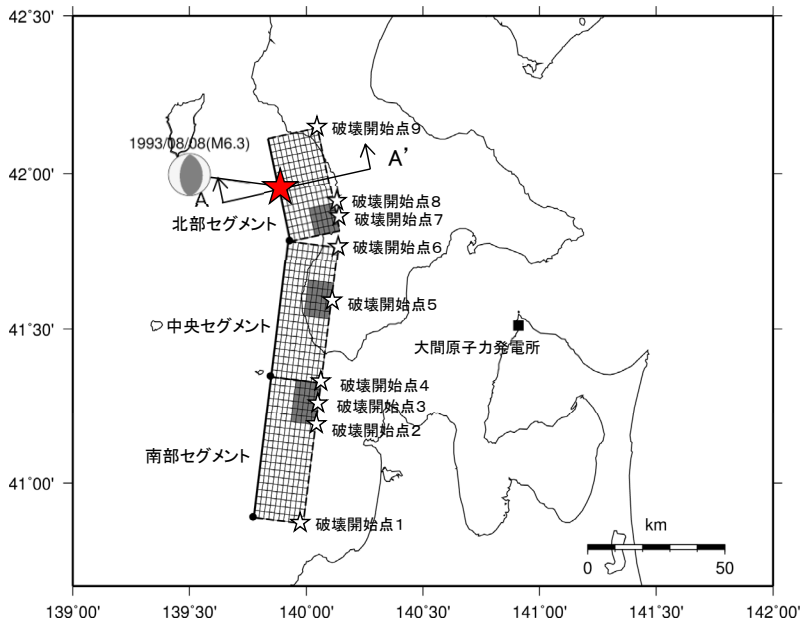 42˚30'
42˚00'
41˚30'
41˚00'
1993/08/08(M6.3)
破壊開始点9
A'
A
破壊開始点8
破壊開始点7
北部セグメント
破壊開始点6
破壊開始点5
中央セグメント
大間原子力発電所
破壊開始点4
破壊開始点3
破壊開始点2
南部セグメント
破壊開始点1
km
0 50
139˚00' 139˚30' 140˚00' 140˚30' 141˚00' 141˚30' 142˚00'